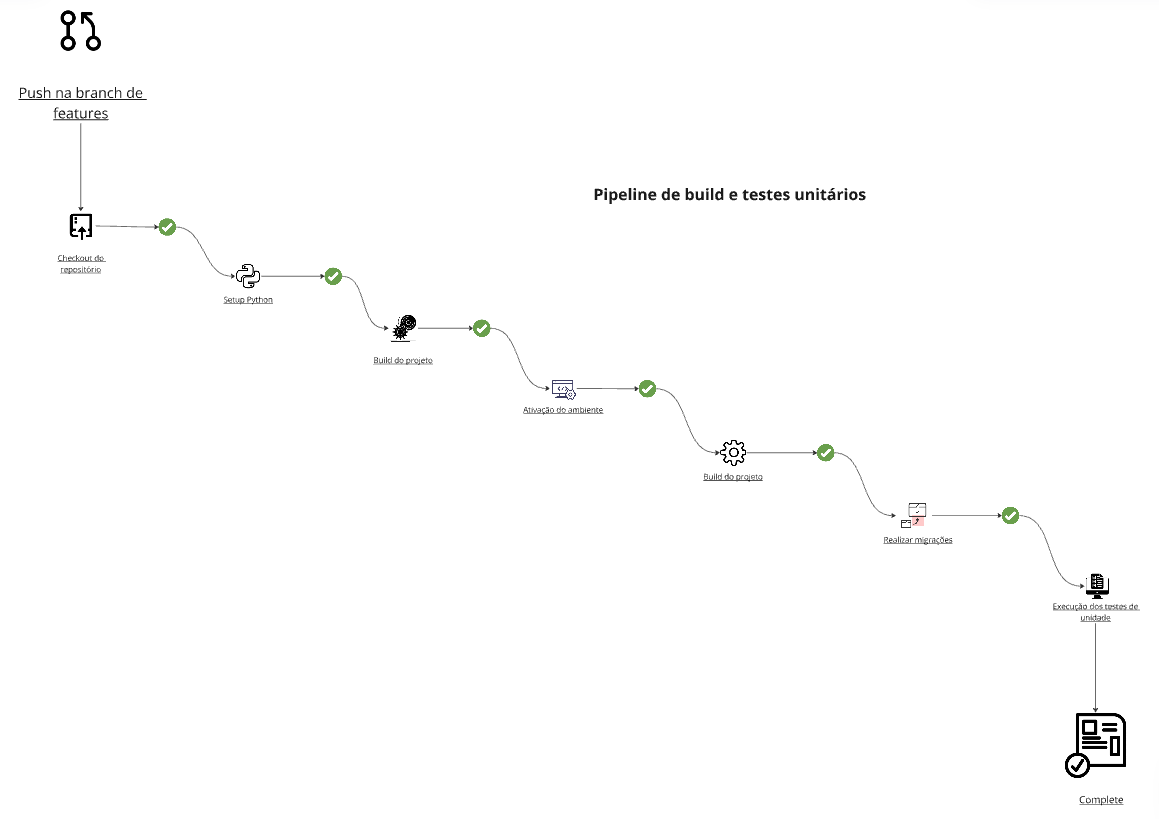 Push na branch de
features
Pipeline de build e testes unitários
Checkout do
repositório
Setup Python
Build do projeto
Ativação do ambiente
Build do projeto
Realizar migrações
Execução dos testes de
unidade
Complete